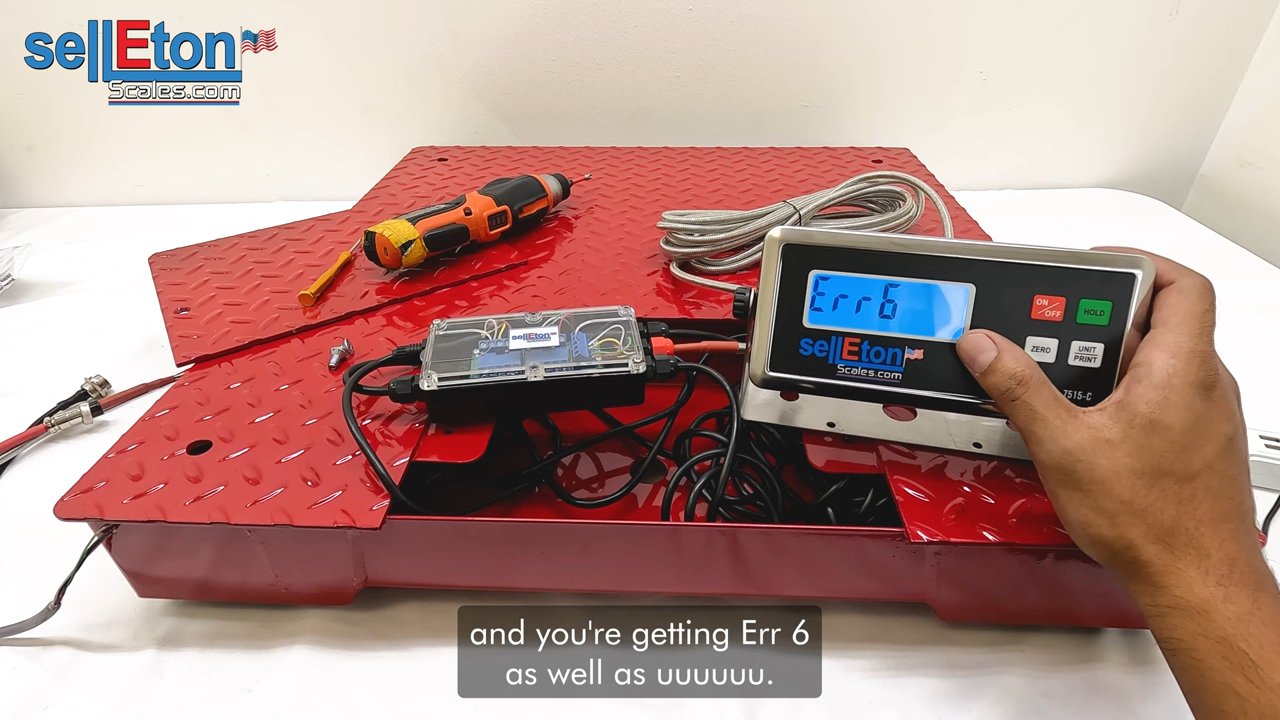 sellEton
Scales.com
Err6
sellEton
Scales.com
ON/OFF
HOLD
ZERO
UNIT
PRINT
7515-C
sellEton
and you're getting Err 6
as well as uuuuuu.